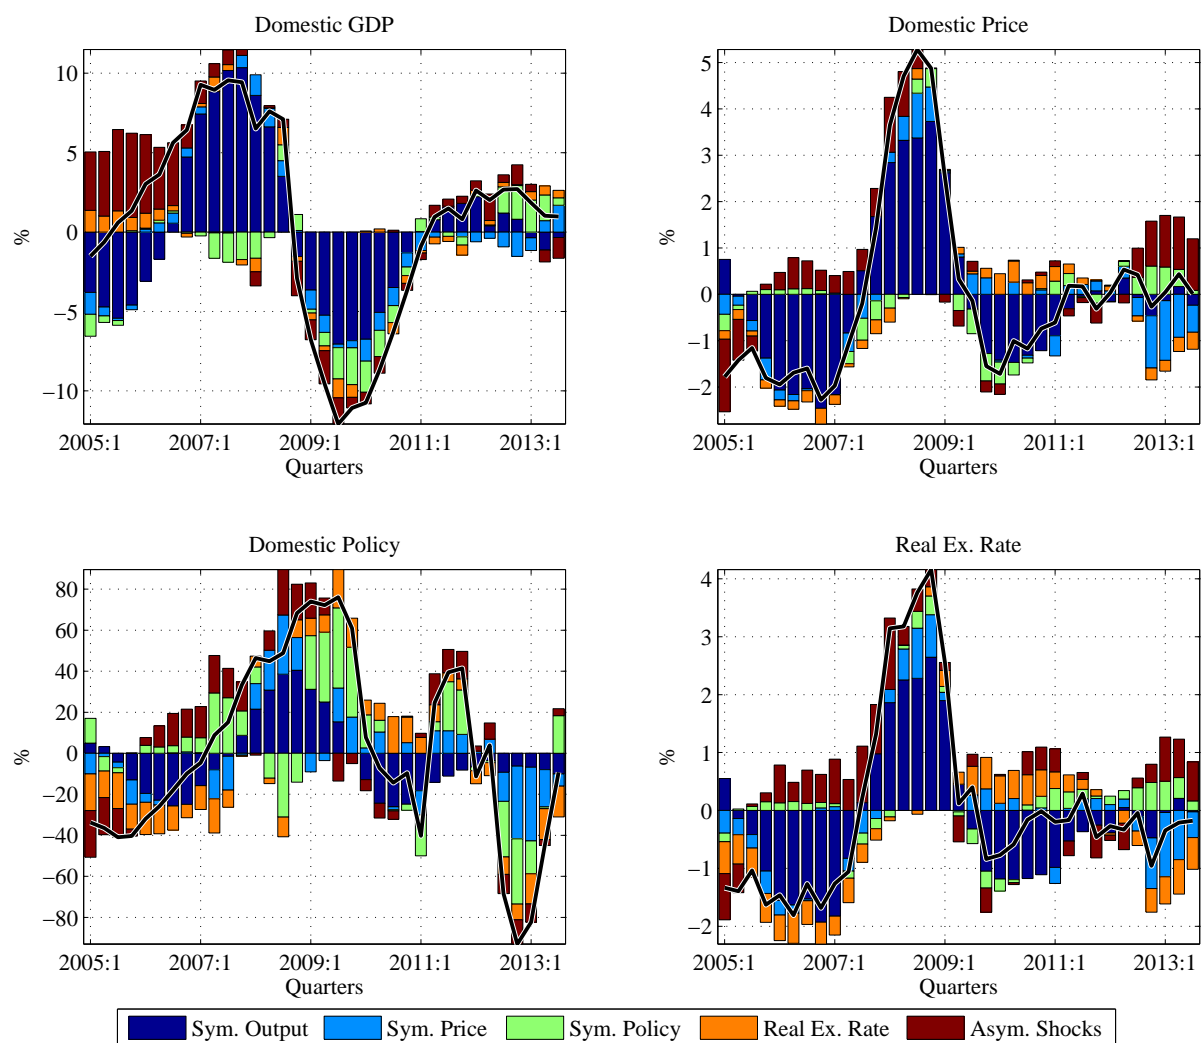 Domestic GDP
10
5
0
−5
−10
%
2005:1 2007:1 2009:1 2011:1 2013:1
Quarters
Domestic Price
5
4
3
2
1
0
−1
−2
%
2005:1 2007:1 2009:1 2011:1 2013:1
Quarters
Domestic Policy
80
60
40
20
0
−20
−40
−60
−80
%
2005:1 2007:1 2009:1 2011:1 2013:1
Quarters
Real Ex. Rate
4
3
2
1
0
−1
−2
%
2005:1 2007:1 2009:1 2011:1 2013:1
Quarters
Sym. Output Sym. Price Sym. Policy Real Ex. Rate Asym. Shocks